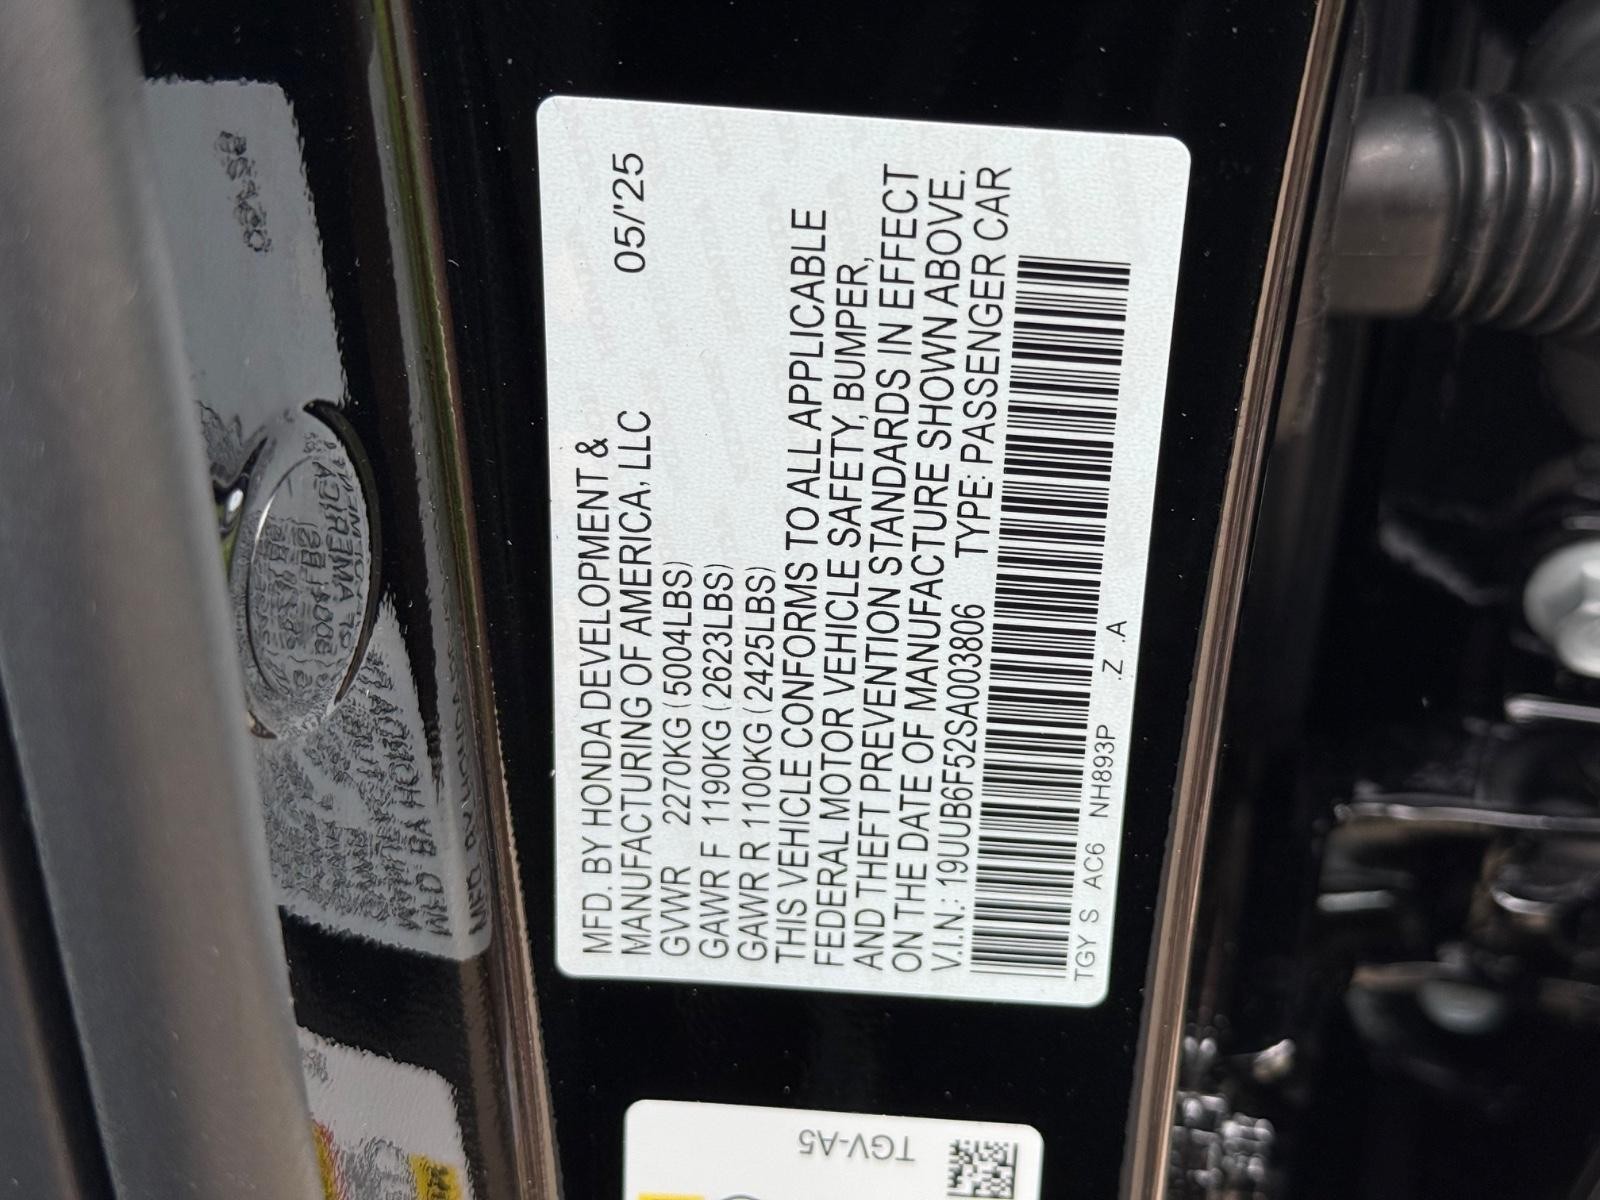 MFD. BY HONDA DEVELOPMENT &
MANUFACTURING OF AMERICA, LLC 05/'25
GVWR 2270KG (5004LBS)
GAWR F 1190KG (2623LBS)
GAWR R 1100KG (2425LBS)
THIS VEHICLE CONFORMS TO ALL APPLICABLE
FEDERAL MOTOR VEHICLE SAFETY, BUMPER,
AND THEFT PREVENTION STANDARDS IN EFFECT
ON THE DATE OF MANUFACTURE SHOWN ABOVE.
V.I.N.: 19UUB6F52SA003806 TYPE: PASSENGER CAR
TGY S AC6 NH893P .Z .A
TGV-A5